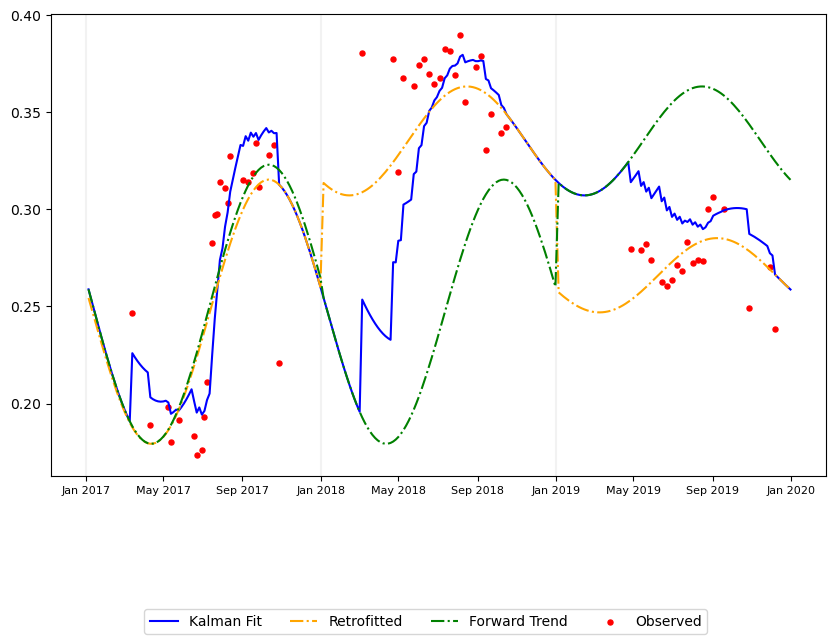 0.40
0.35
0.30
0.25
0.20
Jan 2017 May 2017 Sep 2017 Jan 2018 May 2018 Sep 2018 Jan 2019 May 2019 Sep 2019 Jan 2020
Kalman Fit Retrofitted Forward Trend Observed